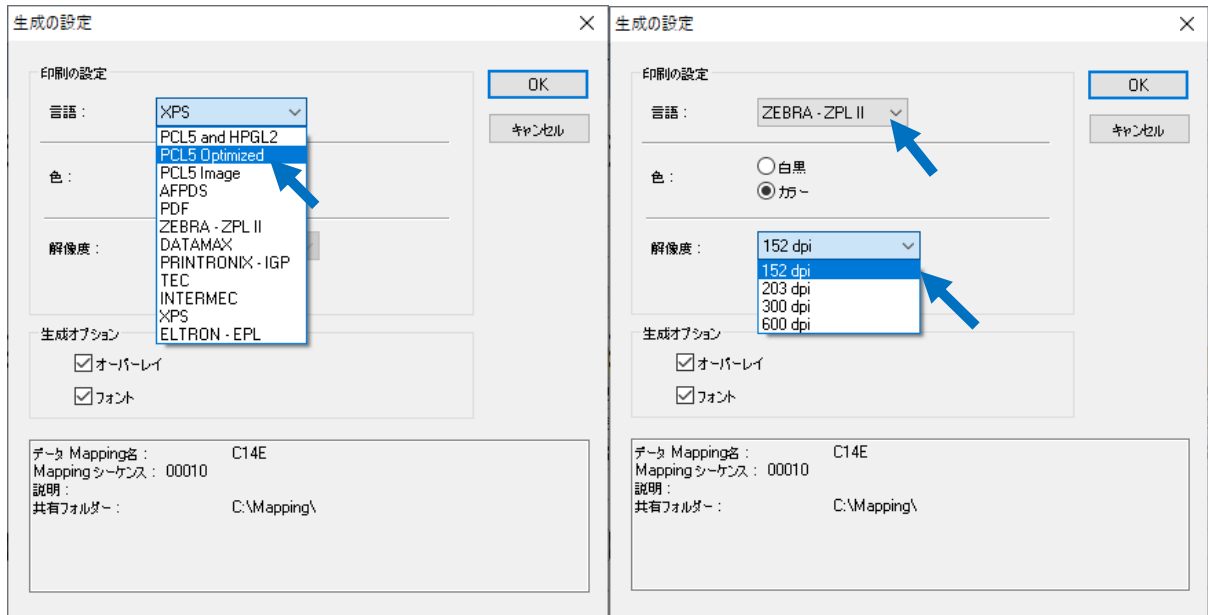 生成の設定
印刷の設定
言語：
XPS
PCL5 and HPGL2
PCL5 Optimized
PCL5 Image
AFPDS
PDF
ZEBRA - ZPL II
DATAMAX
PRINTRONIX - IGP
TEC
INTERMEC
XPS
ELTRON - EPL
色：
解像度：
生成オプション
オーバーレイ
フォント
OK
キャンセル
データ Mapping名： C14E
Mapping シーケンス： 00010
説明：
共有フォルダー： C:\Mapping\
生成の設定
印刷の設定
言語： ZEBRA - ZPL II
色：
白黒
カラー
解像度： 152 dpi
152 dpi
203 dpi
300 dpi
600 dpi
生成オプション
オーバーレイ
フォント
OK
キャンセル
データ Mapping名： C14E
Mapping シーケンス： 00010
説明：
共有フォルダー： C:\Mapping\